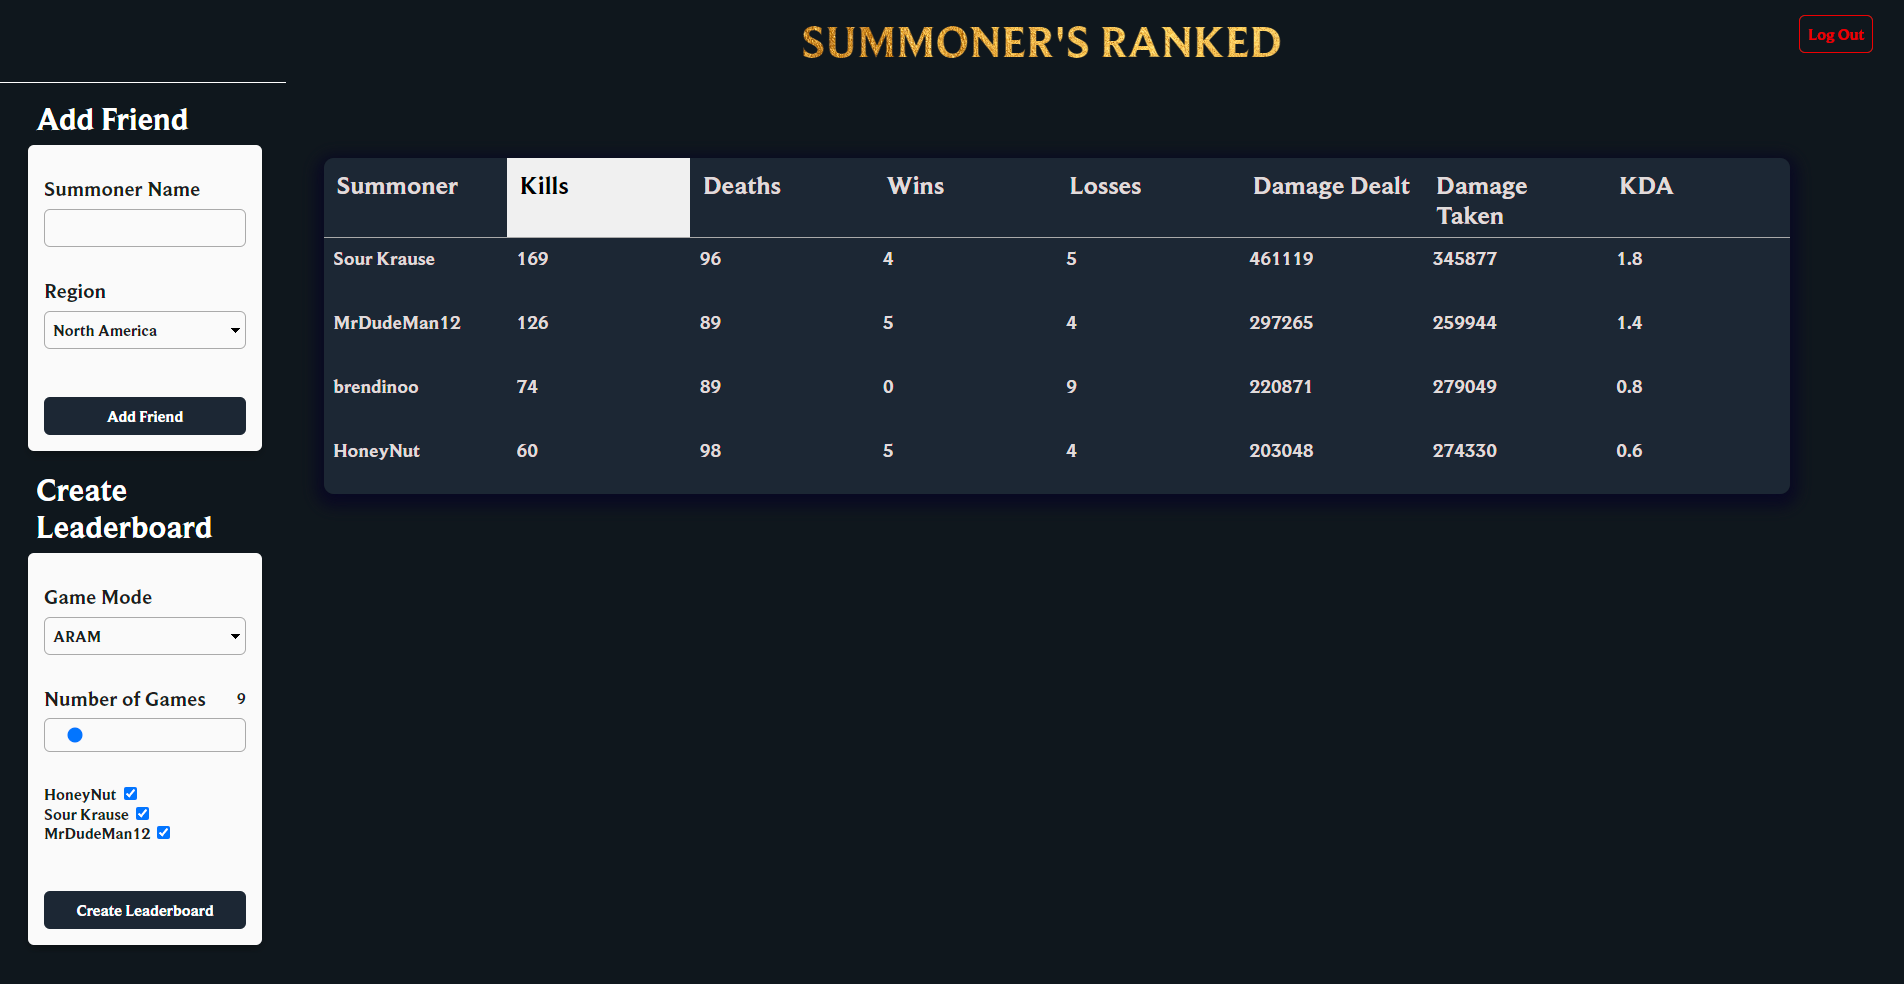 SUMMONER'S RANKED
Log Out
Add Friend
Summoner Name
Region
North America
Add Friend
Create
Leaderboard
Game Mode
ARAM
Number of Games 9
HoneyNut
Sour Krause
MrDudeMan12
Create Leaderboard
Summoner Kills Deaths Wins Losses Damage Dealt Damage Taken KDA
Sour Krause 169 96 4 5 461119 345877 1.8
MrDudeMan12 126 89 5 4 297265 259944 1.4
brendinoo 74 89 0 9 220871 279049 0.8
HoneyNut 60 98 5 4 203048 274330 0.6